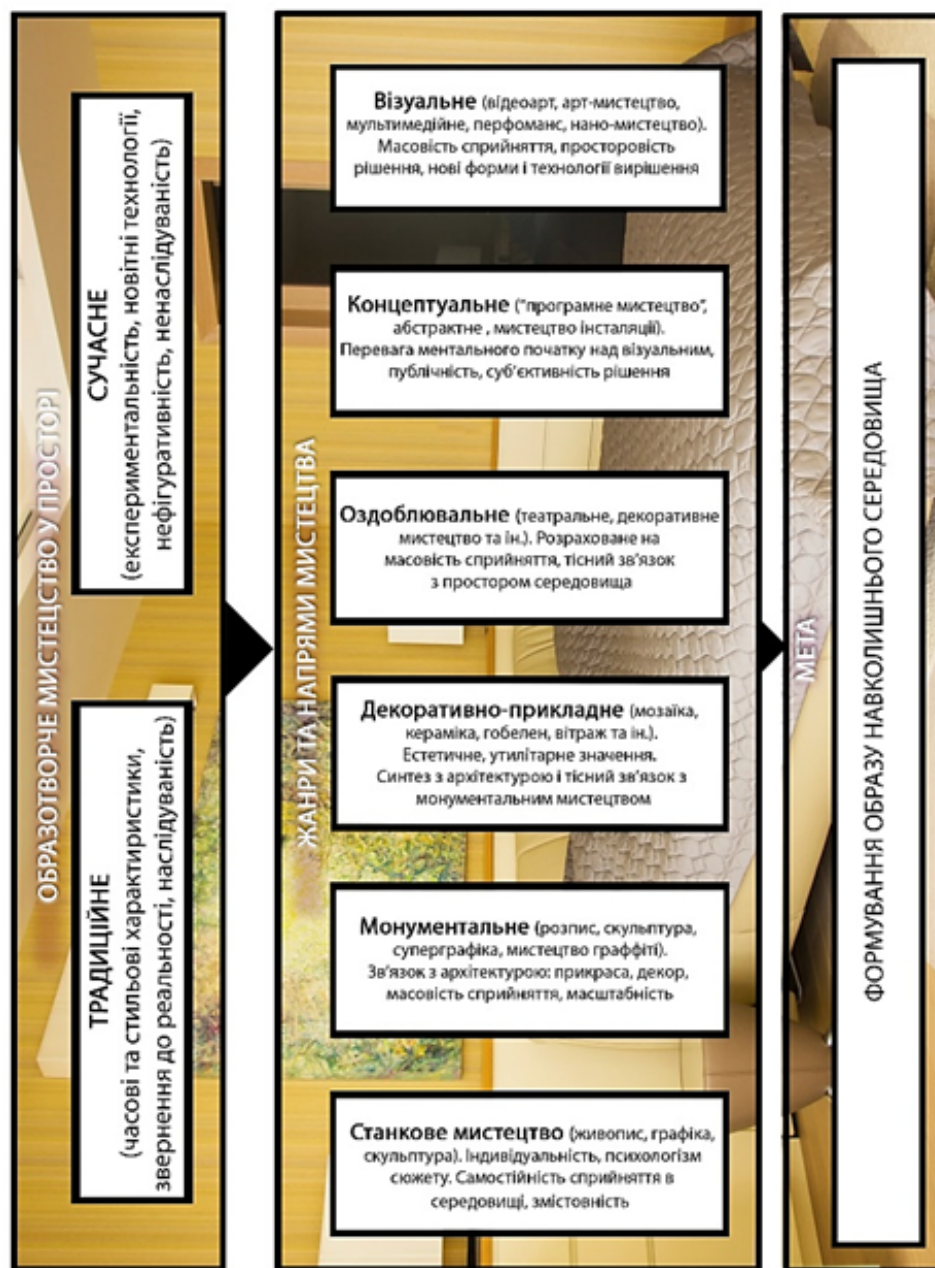 ОБРАЗОТВОРЧЕ МИСТЕЦСТВО У ПРОСТОРІ
СУЧАСНЕ
(експериментальність, новітні технології,
нефігуративність, ненаслідуваність)
ТРАДИЦІЙНЕ
(часові та стильові характиристики,
звернення до реальності, наслідуваність)
ЖАНРИ ТА НАПРЯМИ МИСТЕЦТВА
Візуальне (відеоарт, арт-мистецтво,
мультимедійне, перфоманс, нано-мистецтво).
Масовість сприйняття, просторовість
рішення, нові форми і технології вирішення
Концептуальне ("програмне мистецтво",
абстрактне , мистецтво інсталяції).
Перевага ментального початку над візуальним,
публічність, суб'єктивність рішення
Оздоблювальне (театральне, декоративне
мистецтво та ін.). Розраховане на
масовість сприйняття, тісний зв'язок
з простором середовища
Декоративно-прикладне (мозаїка,
кераміка, гобелен, вітраж та ін.).
Естетичне, утилітарне значення.
Синтез з архітектурою і тісний зв'язок з
монументальним мистецтвом
Монументальне (розпис, скульптура,
суперграфіка, мистецтво граффіті).
Зв'язок з архітектурою: прикраса, декор,
масовість сприйняття, масштабність
Станкове мистецтво (живопис, графіка,
скульптура). Індивідуальність, психологізм
сюжету. Самостійність сприйняття в
середовищі, змістовність
МЕТА
ФОРМУВАННЯ ОБРАЗУ НАВКОЛИШНЬОГО СЕРЕДОВИЩА